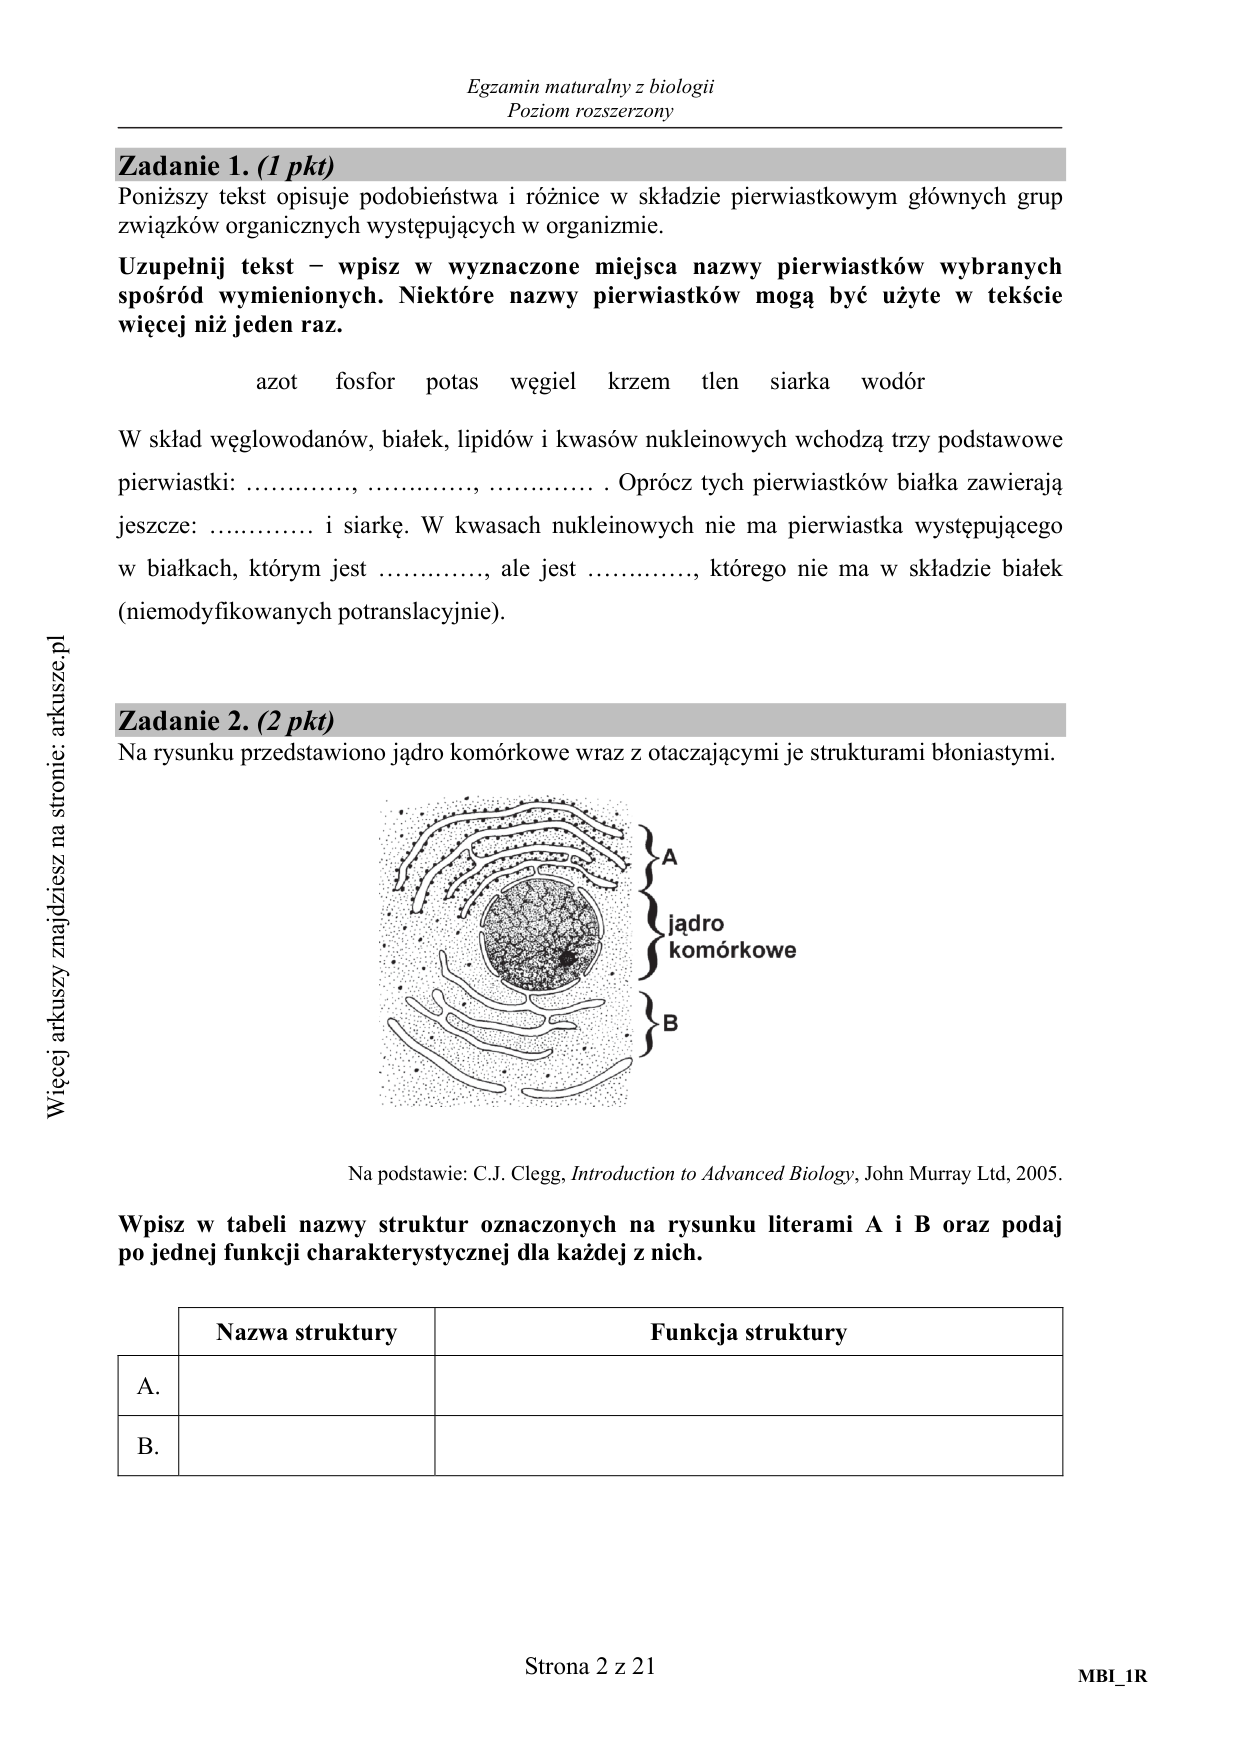 Egzamin maturalny z biologii
Poziom rozszerzony
Zadanie 1. (1 pkt)
Poniższy tekst opisuje podobieństwa i różnice w składzie pierwiastkowym głównych grup
związków organicznych występujących w organizmie.
Uzupełnij tekst − wpisz w wyznaczone miejsca nazwy pierwiastków wybranych
spośród wymienionych. Niektóre nazwy pierwiastków mogą być użyte w tekście
więcej niż jeden raz.
azot fosfor potas węgiel krzem tlen siarka wodór
W skład węglowodanów, białek, lipidów i kwasów nukleinowych wchodzą trzy podstawowe
pierwiastki: …….……, …….……, …….…… . Oprócz tych pierwiastków białka zawierają
jeszcze: ….……… i siarkę. W kwasach nukleinowych nie ma pierwiastka występującego
w białkach, którym jest …….……, ale jest …….……, którego nie ma w składzie białek
(niemodyfikowanych potranslacyjnie).
Zadanie 2. (2 pkt)
Na rysunku przedstawiono jądro komórkowe wraz z otaczającymi je strukturami błoniastymi.
A
jądro
komórkowe
B
Na podstawie: C.J. Clegg, Introduction to Advanced Biology, John Murray Ltd, 2005.
Wpisz w tabeli nazwy struktur oznaczonych na rysunku literami A i B oraz podaj
po jednej funkcji charakterystycznej dla każdej z nich.
Nazwa struktury Funkcja struktury
A.
B.
Strona 2 z 21
MBI_1R
Więcej arkuszy znajdziesz na stronie: arkusze.pl